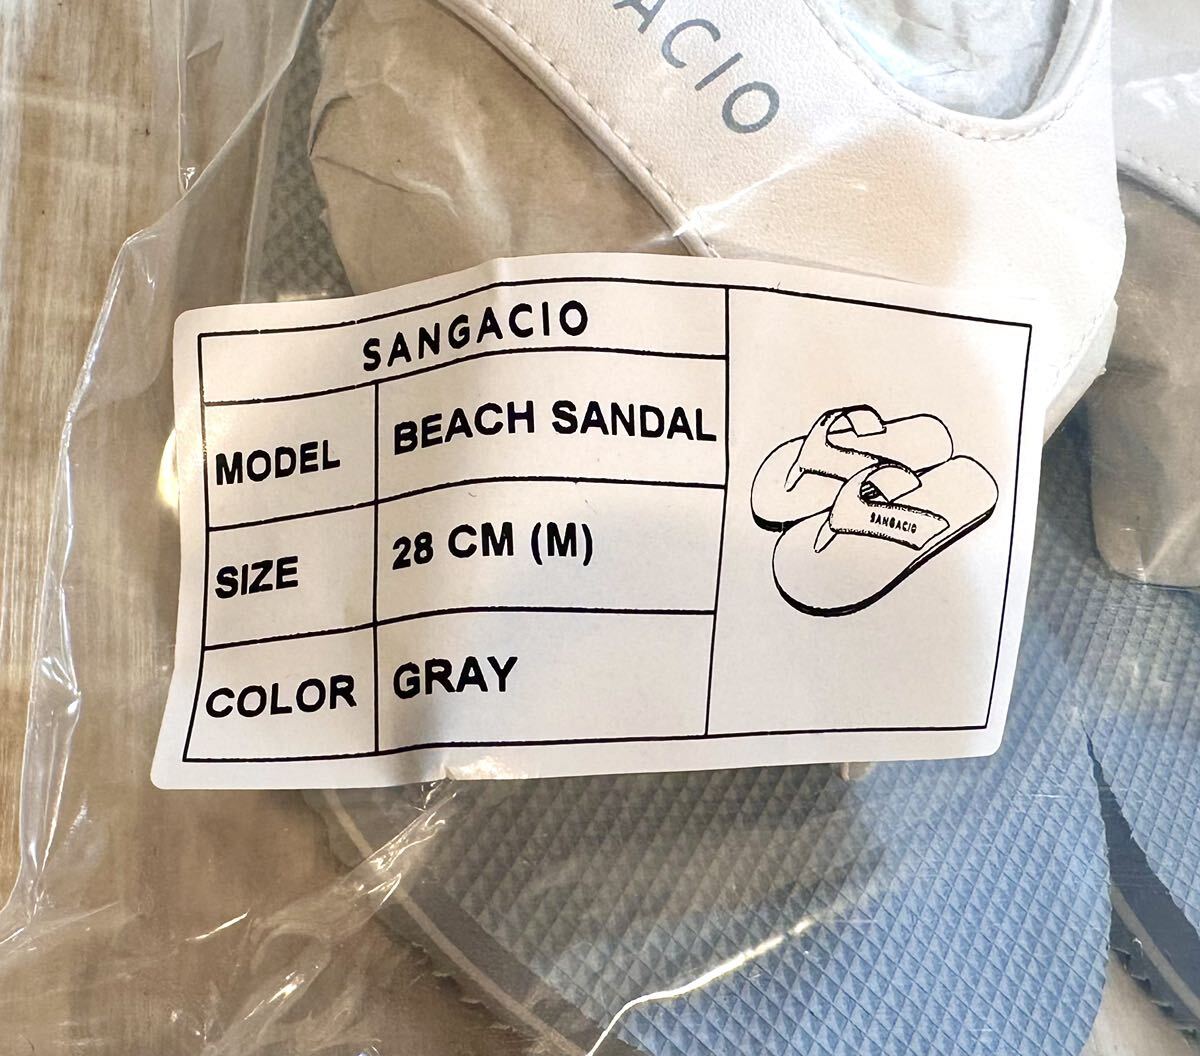 ACIO
SANGACIO
MODEL BEACH SANDAL
SIZE 28 CM (M)
COLOR GRAY
SANGACIO